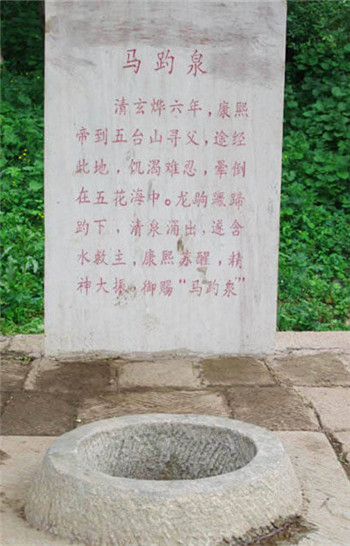 马趵泉
清玄烨六年，康熙
帝到五台山寻父，途经
此地，饥渴难忍，晕倒
在五花海中。龙驹蹽蹄
趵下，清泉涌出，遂含
水救主，康熙苏醒，精
神大振，御赐“马趵泉”